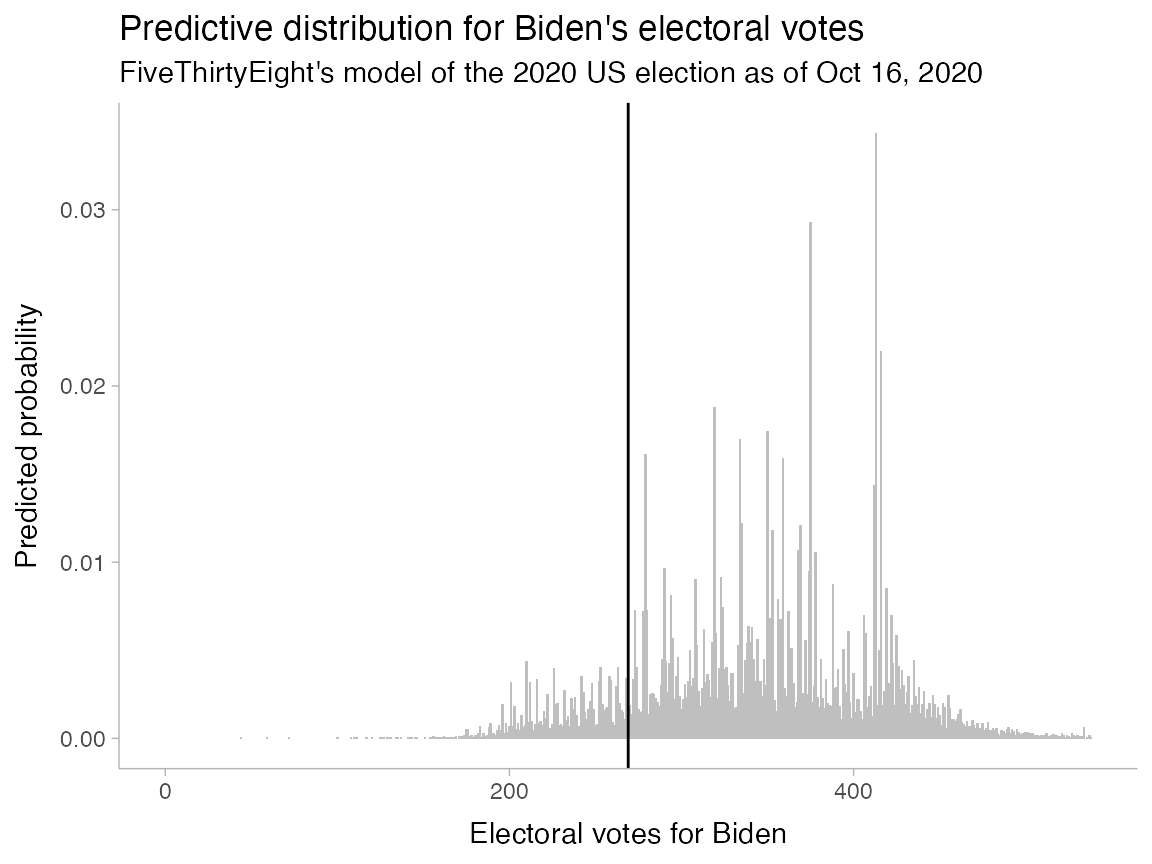 Predictive distribution for Biden's electoral votes
FiveThirtyEight's model of the 2020 US election as of Oct 16, 2020
Predicted probability
0.03
0.02
0.01
0.00
0
200
400
Electoral votes for Biden